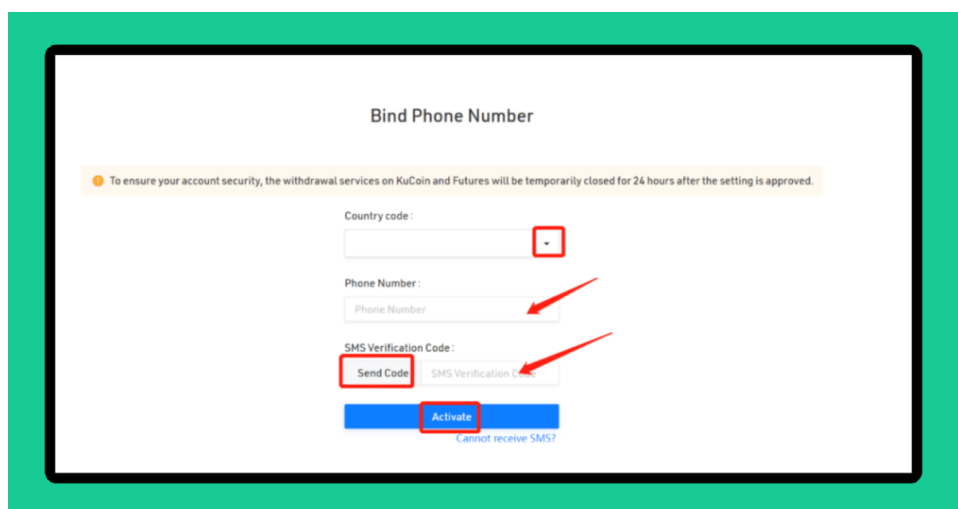 Bind Phone Number
To ensure your account security, the withdrawal services on KuCoin and Futures will be temporarily closed for 24 hours after the setting is approved.
Country code :
Phone Number :
Phone Number
SMS Verification Code :
Send Code SMS Verification Code
Activate
Cannot receive SMS?